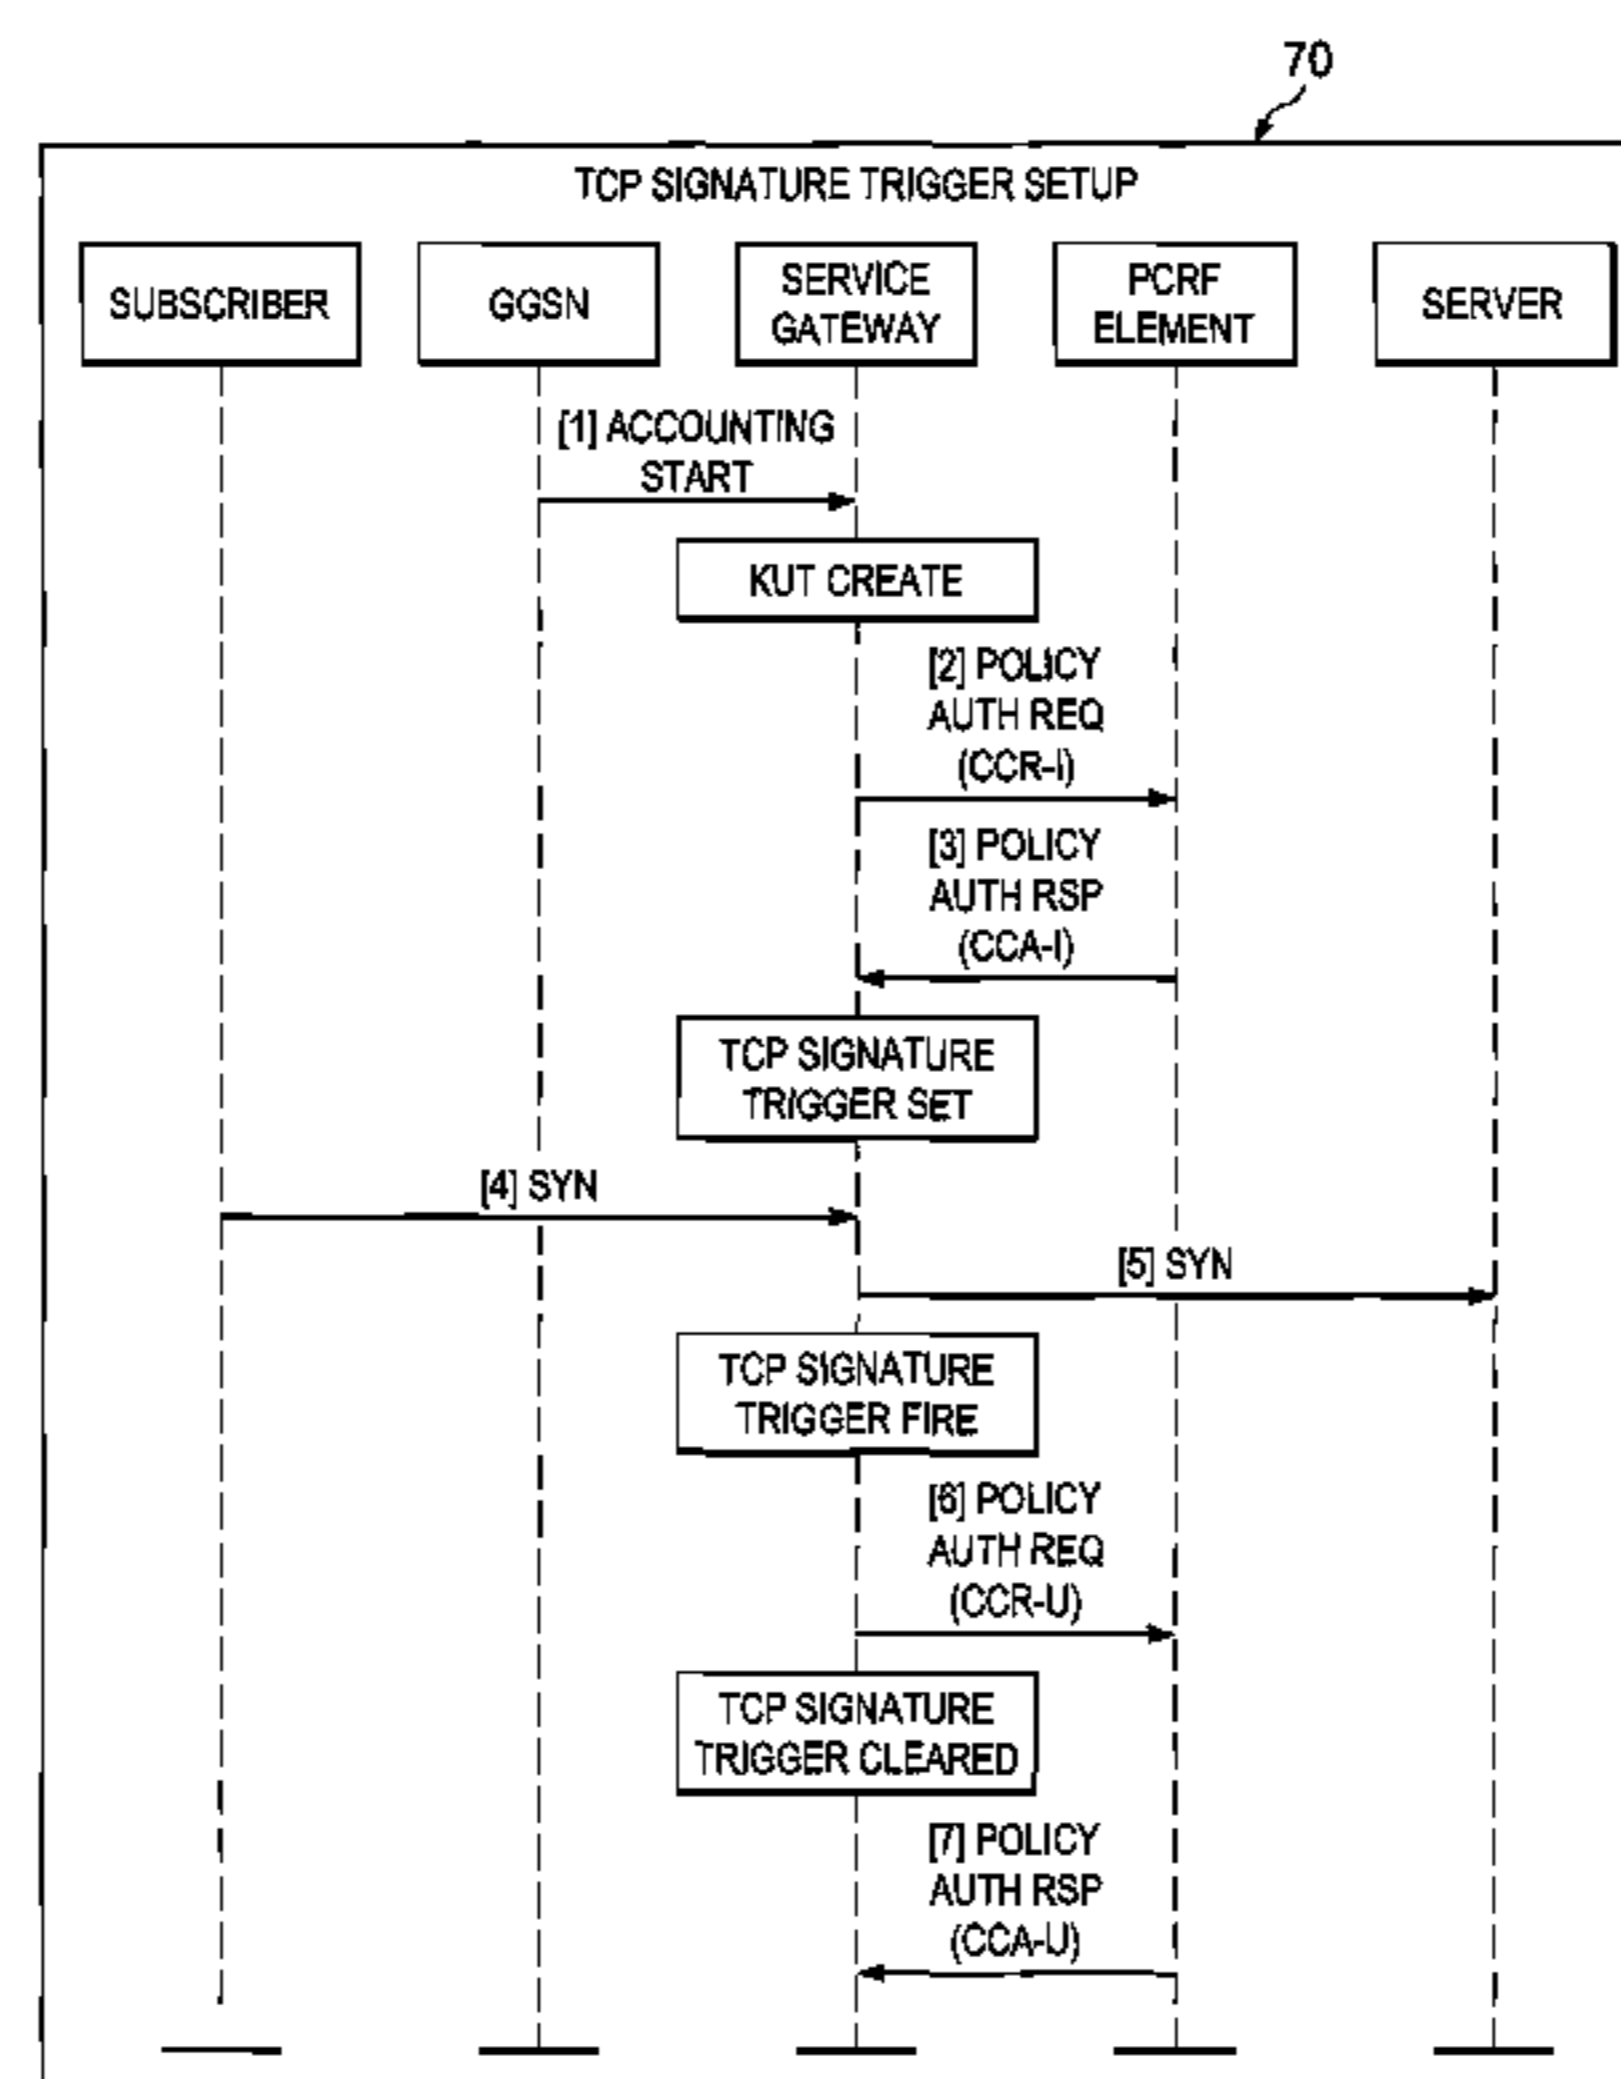 70
TCP SIGNATURE TRIGGER SETUP
SUBSCRIBER
GGSN
SERVICE
GATEWAY
PCRF
ELEMENT
SERVER
[1] ACCOUNTING
START
KUT CREATE
[2] POLICY
AUTH REQ
(CCR-I)
[3] POLICY
AUTH RSP
(CCA-I)
TCP SIGNATURE
TRIGGER SET
[4] SYN
[5] SYN
TCP SIGNATURE
TRIGGER FIRE
[6] POLICY
AUTH REQ
(CCR-U)
TCP SIGNATURE
TRIGGER CLEARED
[7] POLICY
AUTH RSP
(CCA-U)